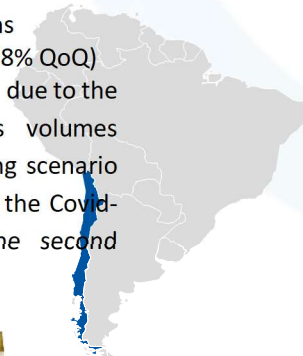 ns
8% QoQ)
due to the
s volumes
ng scenario
the Covid-
he second